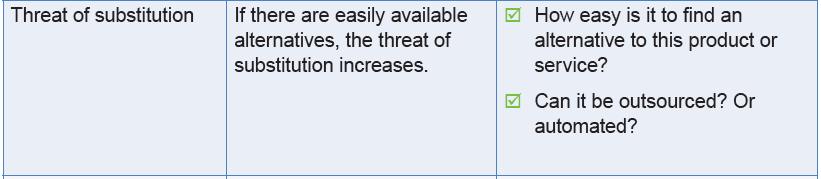 Threat of substitution
If there are easily available
alternatives, the threat of
substitution increases.
How easy is it to find an
alternative to this product or
service?
Can it be outsourced? Or
automated?